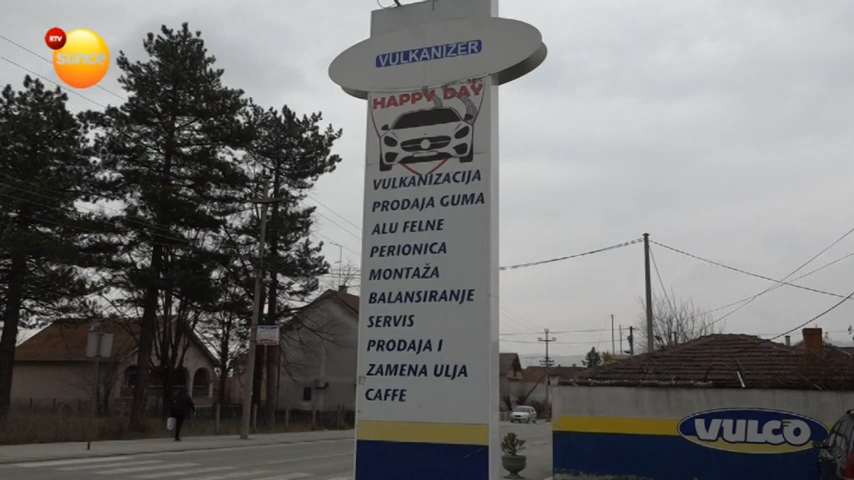 RTV
sunce
VULKANIZER
HAPPY DAY
VULKANIZACIJA
PRODAJA GUMA
ALU FELNE
PERIONICA
MONTAŽA
BALANSIRANJE
SERVIS
PRODAJA I
ZAMENA ULJA
CAFFE
VULCO